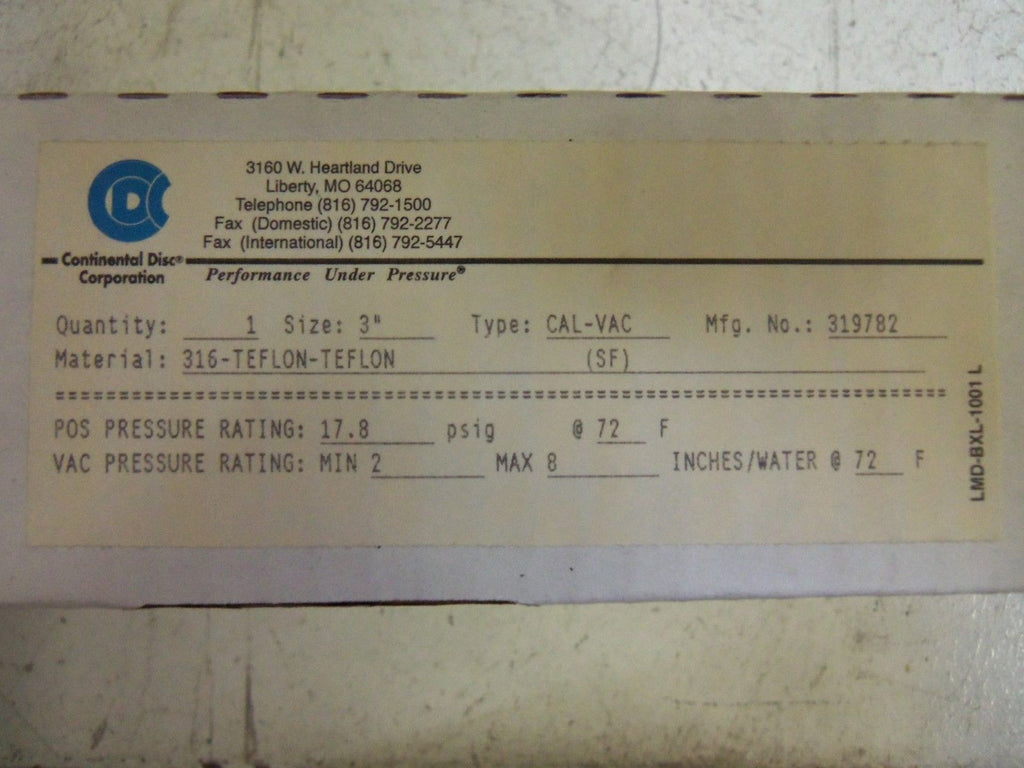 3160 W. Heartland Drive
Liberty, MO 64068
Telephone (816) 792-1500
Fax (Domestic) (816) 792-2277
Fax (International) (816) 792-5447
CDC
Continental Disc®
Corporation
Performance Under Pressure®
Quantity: 1 Size: 3" Type: CAL-VAC Mfg. No.: 319782
Material: 316-TEFLON-TEFLON (SF)
POS PRESSURE RATING: 17.8 psig @ 72 F
VAC PRESSURE RATING: MIN 2 MAX 8 INCHES/WATER @ 72 F
LMD-BXL-1001 L